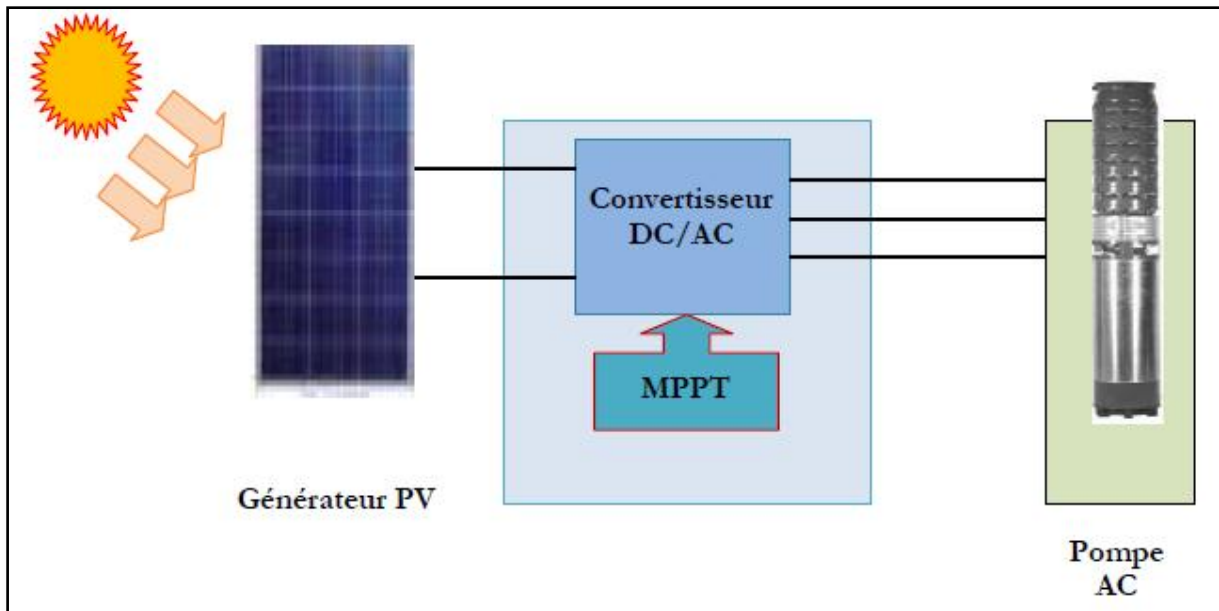 Convertisseur
DC/AC
MPPT
Générateur PV
Pompe
AC